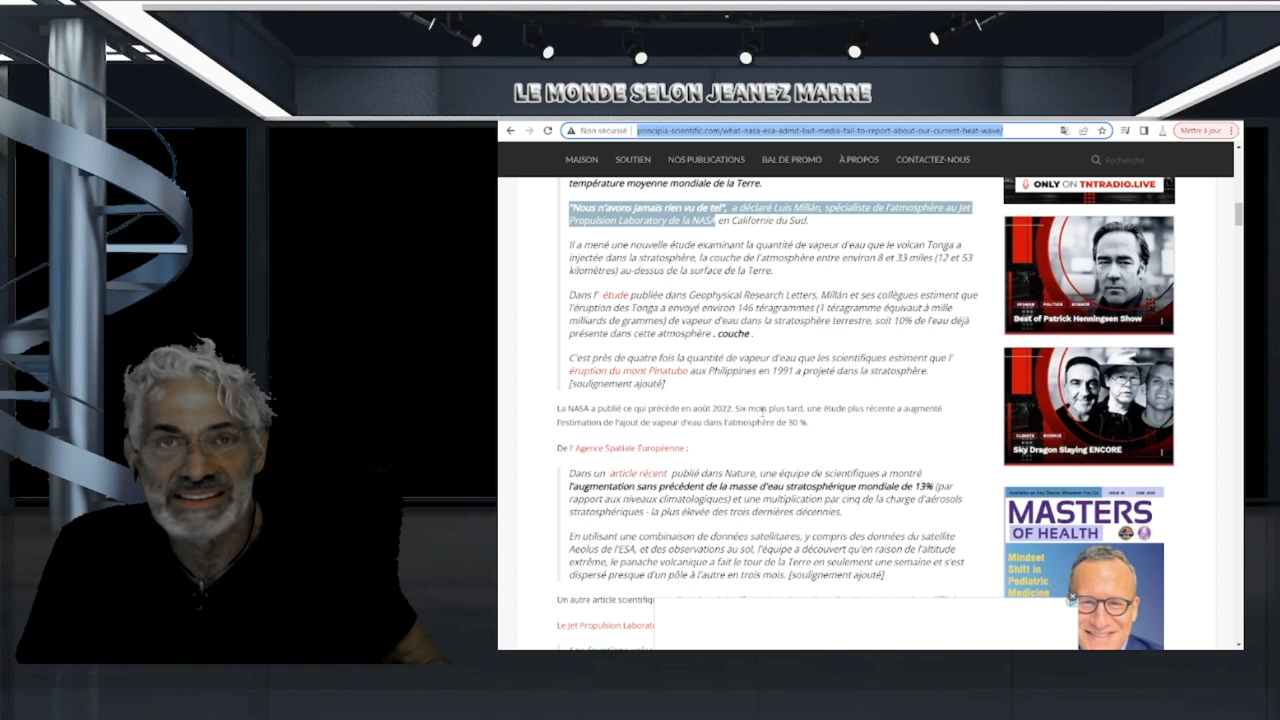 LE MONDE SELON JEANEZ MARRE
Non sécurisé
principia-scientific.com/what-nasa-esa-admit-but-media-fail-to-report-about-our-current-heat-wave/
Mettre à jour
MAISON SOUTIEN NOS PUBLICATIONS BAL DE PROMO À PROPOS CONTACTEZ-NOUS Recherche...
température moyenne mondiale de la Terre.
"Nous n'avons jamais rien vu de tel", a déclaré Luis Millán, spécialiste de l'atmosphère au Jet
Propulsion Laboratory de la NASA en Californie du Sud.
Il a mené une nouvelle étude examinant la quantité de vapeur d'eau que le volcan Tonga a
injectée dans la stratosphère, la couche de l'atmosphère entre environ 8 et 33 miles (12 et 53
kilomètres) au-dessus de la surface de la Terre.
Dans l' étude publiée dans Geophysical Research Letters, Millán et ses collègues estiment que
l'éruption des Tonga a envoyé environ 146 téragrammes (1 téragramme équivaut à mille
milliards de grammes) de vapeur d'eau dans la stratosphère terrestre, soit 10% de l'eau déjà
présente dans cette atmosphère . couche .
C'est près de quatre fois la quantité de vapeur d'eau que les scientifiques estiment que l'
éruption du mont Pinatubo aux Philippines en 1991 a projeté dans la stratosphère.
[soulignement ajouté]
La NASA a publié ce qui précède en août 2022. Six mois plus tard, une étude plus récente a augmenté
l'estimation de l'ajout de vapeur d'eau dans l'atmosphère de 30 %.
De l' Agence Spatiale Européenne :
Dans un article récent publié dans Nature, une équipe de scientifiques a montré
l'augmentation sans précédent de la masse d'eau stratosphérique mondiale de 13% (par
rapport aux niveaux climatologiques) et une multiplication par cinq de la charge d'aérosols
stratosphériques - la plus élevée des trois dernières décennies.
En utilisant une combinaison de données satellitaires, y compris des données du satellite
Aeolus de l'ESA, et des observations au sol, l'équipe a découvert qu'en raison de l'altitude
extrême, le panache volcanique a fait le tour de la Terre en seulement une semaine et s'est
dispersé presque d'un pôle à l'autre en trois mois. [soulignement ajouté]
Un autre article scientifiq
Le Jet Propulsion Laborat
ONLY ON TNTRADIO.LIVE
OPINION POLITICS SCIENCE
Best of Patrick Henningsen Show
CLIMATE SCIENCE
Sky Dragon Slaying ENCORE
MASTERS
OF HEALTH
Mindset
Shift in
Pediatric
Medicine